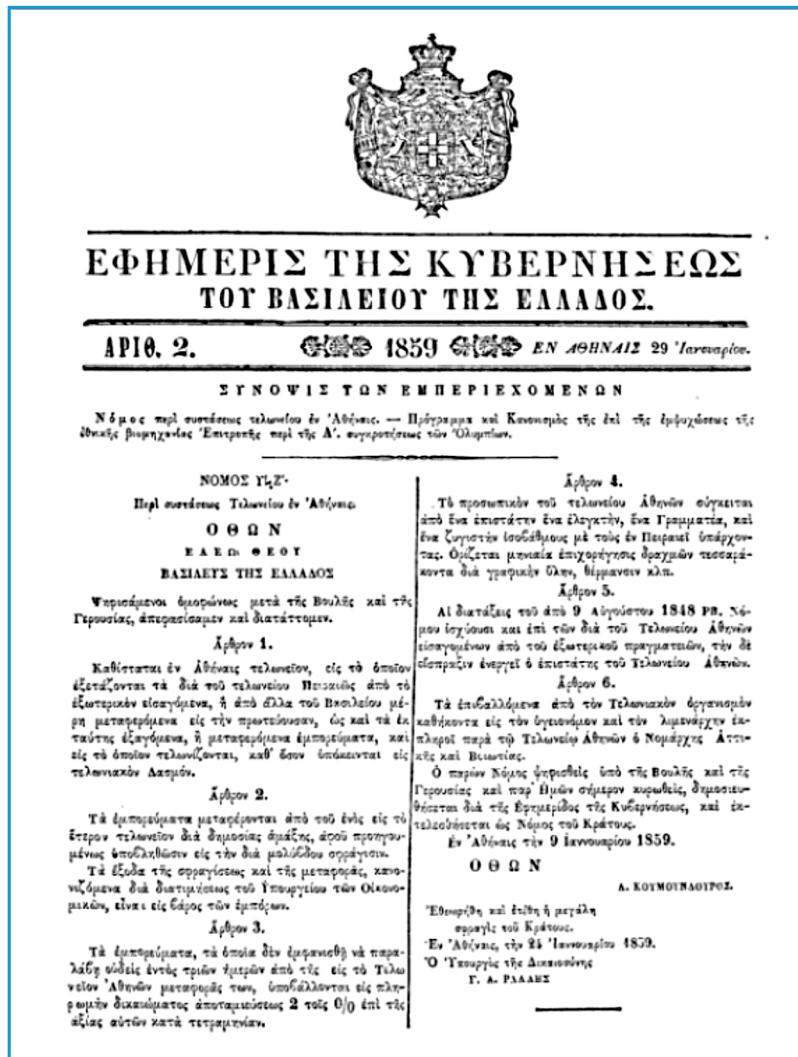 ΕΦΗΜΕΡΙΣ ΤΗΣ ΚΥΒΕΡΝΗΣΕΩΣ
ΤΟΥ ΒΑΣΙΛΕΙΟΥ ΤΗΣ ΕΛΛΑΔΟΣ.
ΑΡΙΘ. 2. 1859 ΕΝ ΑΘΗΝΑΙΣ 29 Ἰανουαρίου.
ΣΥΝΟΨΙΣ ΤΩΝ ΕΜΠΕΡΙΕΧΟΜΕΝΩΝ
Νόμος περὶ συστάσεως τελωνείου ἐν Ἀθήναις. — Πρόγραμμα καὶ Κανονισμὸς τῆς ἐπὶ τῆς ἐμψυχώσεως τῆς
ἐθνικῆς βιομηχανίας Ἐπιτροπῆς περὶ τῆς Α'. συγκροτήσεως τῶν Ὀλυμπίων.
ΝΟΜΟΣ ΥϟΖ'.
Περὶ συστάσεως Τελωνείου ἐν Ἀθήναις.
ΟΘΩΝ
ΕΛΕΩι ΘΕΟΥ
ΒΑΣΙΛΕΥΣ ΤΗΣ ΕΛΛΑΔΟΣ
Ψηφισάμενοι ὁμοφώνως μετὰ τῆς Βουλῆς καὶ τῆς
Γερουσίας, ἀπεφασίσαμεν καὶ διατάττομεν.
Ἄρθρον 1.
Καθίσταται ἐν Ἀθήναις τελωνεῖον, εἰς τὸ ὁποῖον
ἐξετάζονται τὰ διὰ τοῦ τελωνείου Πειραιῶς ἀπὸ τὸ
ἐξωτερικὸν εἰσαγόμενα, ἢ ἀπὸ ἄλλα τοῦ Βασιλείου μέ-
ρη μεταφερόμενα εἰς τὴν πρωτεύουσαν, ὡς καὶ τὰ ἐκ
ταύτης ἐξαγόμενα, ἢ μεταφερόμενα ἐμπορεύματα, καὶ
εἰς τὸ ὁποῖον τελωνίζονται, καθ' ὅσον ὑπόκεινται εἰς
τελωνιακὸν Δασμόν.
Ἄρθρον 2.
Τὰ ἐμπορεύματα μεταφέρονται ἀπὸ τοῦ ἑνὸς εἰς τὸ
ἕτερον τελωνεῖον διὰ δημοσίας ἁμάξης, ἀφοῦ προηγου-
μένως ὑποβληθῶσιν εἰς τὴν διὰ μολύβδου σφράγισιν.
Τὰ ἔξοδα τῆς σφραγίσεως καὶ τῆς μεταφορᾶς, κανο-
νιζόμενα διὰ διατιμήσεως τοῦ Ὑπουργείου τῶν Οἰκονο-
μικῶν, εἶναι εἰς βάρος τῶν ἐμπόρων.
Ἄρθρον 3.
Τὰ ἐμπορεύματα, τὰ ὁποῖα δὲν ἐμφανισθῇ νὰ παρα-
λάβῃ οὐδεὶς ἐντὸς τριῶν ἡμερῶν ἀπὸ τῆς εἰς τὸ Τελω
νεῖον Ἀθηνῶν μεταφορᾶς των, ὑποβάλλονται εἰς πλη-
ρωμὴν δικαιώματος ἀποταμιεύσεως 2 τοῖς 0/0 ἐπὶ τῆς
ἀξίας αὐτῶν κατὰ τετραμηνίαν.
Ἄρθρον 4.
Τὸ προσωπικὸν τοῦ τελωνείου Ἀθηνῶν σύγκειται
ἀπὸ ἕνα ἐπιστάτην ἕνα ἐλεγκτὴν, ἕνα Γραμματέα, καὶ
ἕνα ζυγιστὴν ἰσοβάθμους μὲ τοὺς ἐν Πειραιεῖ ὑπάρχον-
τας. Ὁρίζεται μηνιαία ἐπιχορήγησις δραχμῶν τεσσαρά-
κοντα διὰ γραφικὴν ὕλην, θέρμανσιν κλπ.
Ἄρθρον 5.
Αἱ διατάξεις τοῦ ἀπὸ 9 Αὐγούστου 1848 ΡΠ. Νό-
μου ἰσχύουσι καὶ ἐπὶ τῶν διὰ τοῦ Τελωνείου Ἀθηνῶν
εἰσαγομένων ἀπὸ τοῦ ἐξωτερικοῦ πραγματειῶν, τὴν δὲ
εἴσπραξιν ἐνεργεῖ ὁ ἐπιστάτης τοῦ Τελωνείου Ἀθηνῶν.
Ἄρθρον 6.
Τὰ ἐπιβαλλόμενα ἀπὸ τὸν Τελωνιακὸν ὀργανισμὸν
καθήκοντα εἰς τὸν ὑγειονόμον καὶ τὸν λιμενάρχην ἐκ-
πληροῖ παρὰ τῷ Τελωνείῳ Ἀθηνῶν ὁ Νομάρχης Ἀττι-
κῆς καὶ Βοιωτίας.
Ὁ παρὼν Νόμος ψηφισθεὶς ὑπὸ τῆς Βουλῆς καὶ τῆς
Γερουσίας καὶ παρ' Ἡμῶν σήμερον κυρωθεὶς, δημοσιευ-
θήσεται διὰ τῆς Ἐφημερίδος τῆς Κυβερνήσεως, καὶ ἐκ-
τελεσθήσεται ὡς Νόμος τοῦ Κράτους.
Ἐν Ἀθήναις τὴν 9 Ἰαννουαρίου 1859.
ΟΘΩΝ
Α. ΚΟΥΜΟΥΝΔΟΥΡΟΣ.
Ἐθεωρήθη καὶ ἐτέθη ἡ μεγάλη
σφραγὶς τοῦ Κράτους.
Ἐν Ἀθήναις, τὴν 25 Ἰαννουαρίου 1859.
Ὁ Ὑπουργὸς τῆς Δικαιοσύνης
Γ. Α. ΡΑΛΛΗΣ